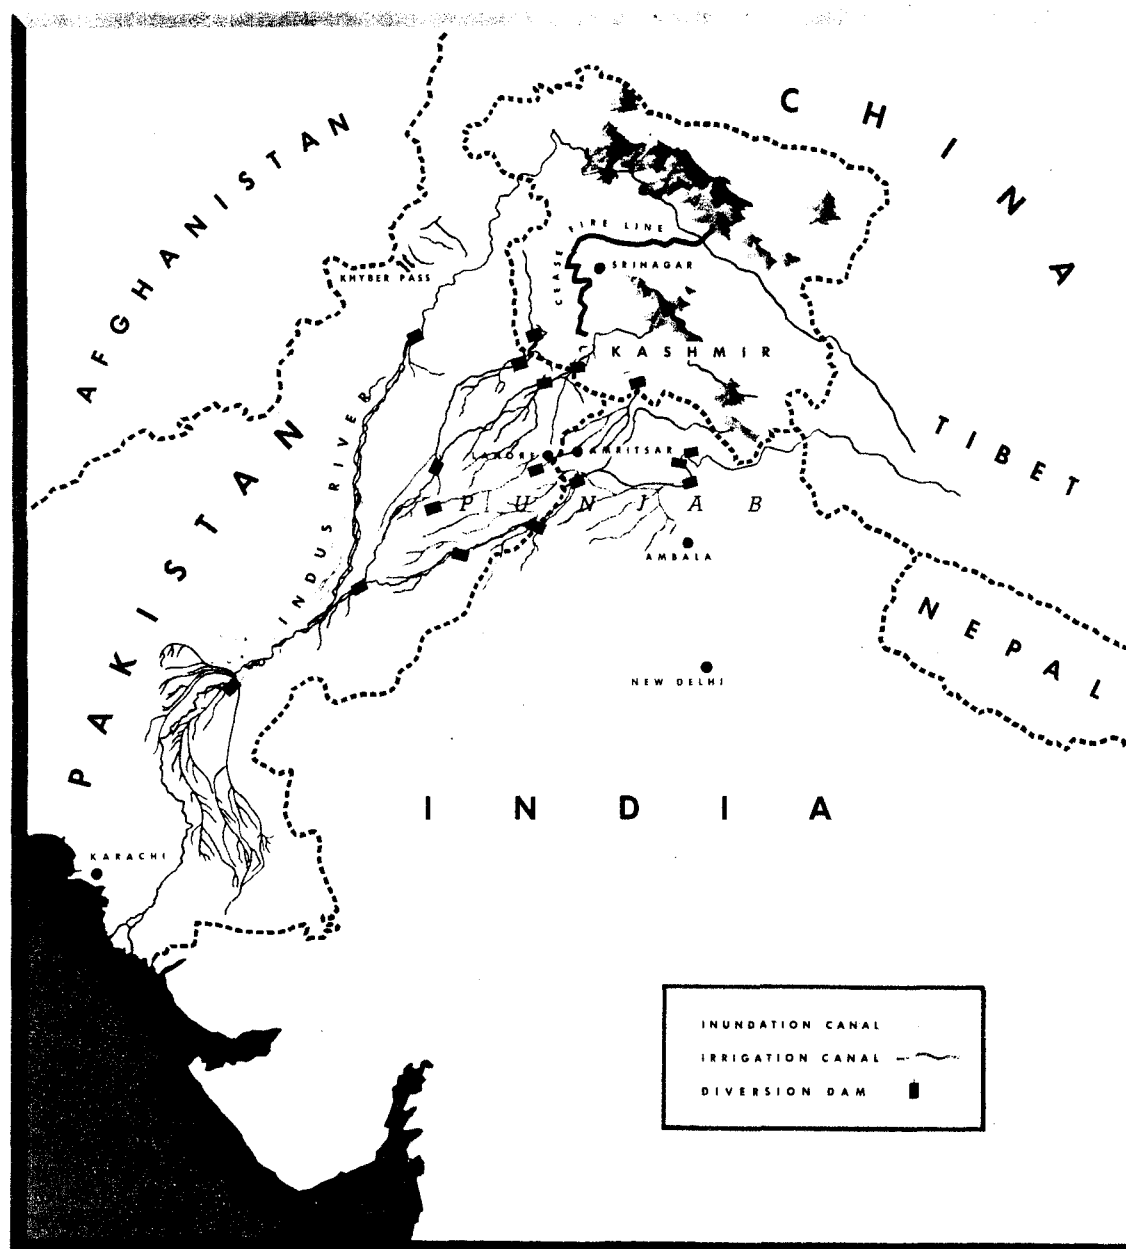 CHINA
AFGHANISTAN
CEASE FIRE LINE
SRINAGAR
KHYBER PASS
KASHMIR
TIBET
PAKISTAN
INDUS RIVER
LAHORE
AMRITSAR
PUNJAB
AMBALA
NEPAL
NEW DELHI
INDIA
KARACHI
INUNDATION CANAL
IRRIGATION CANAL
DIVERSION DAM